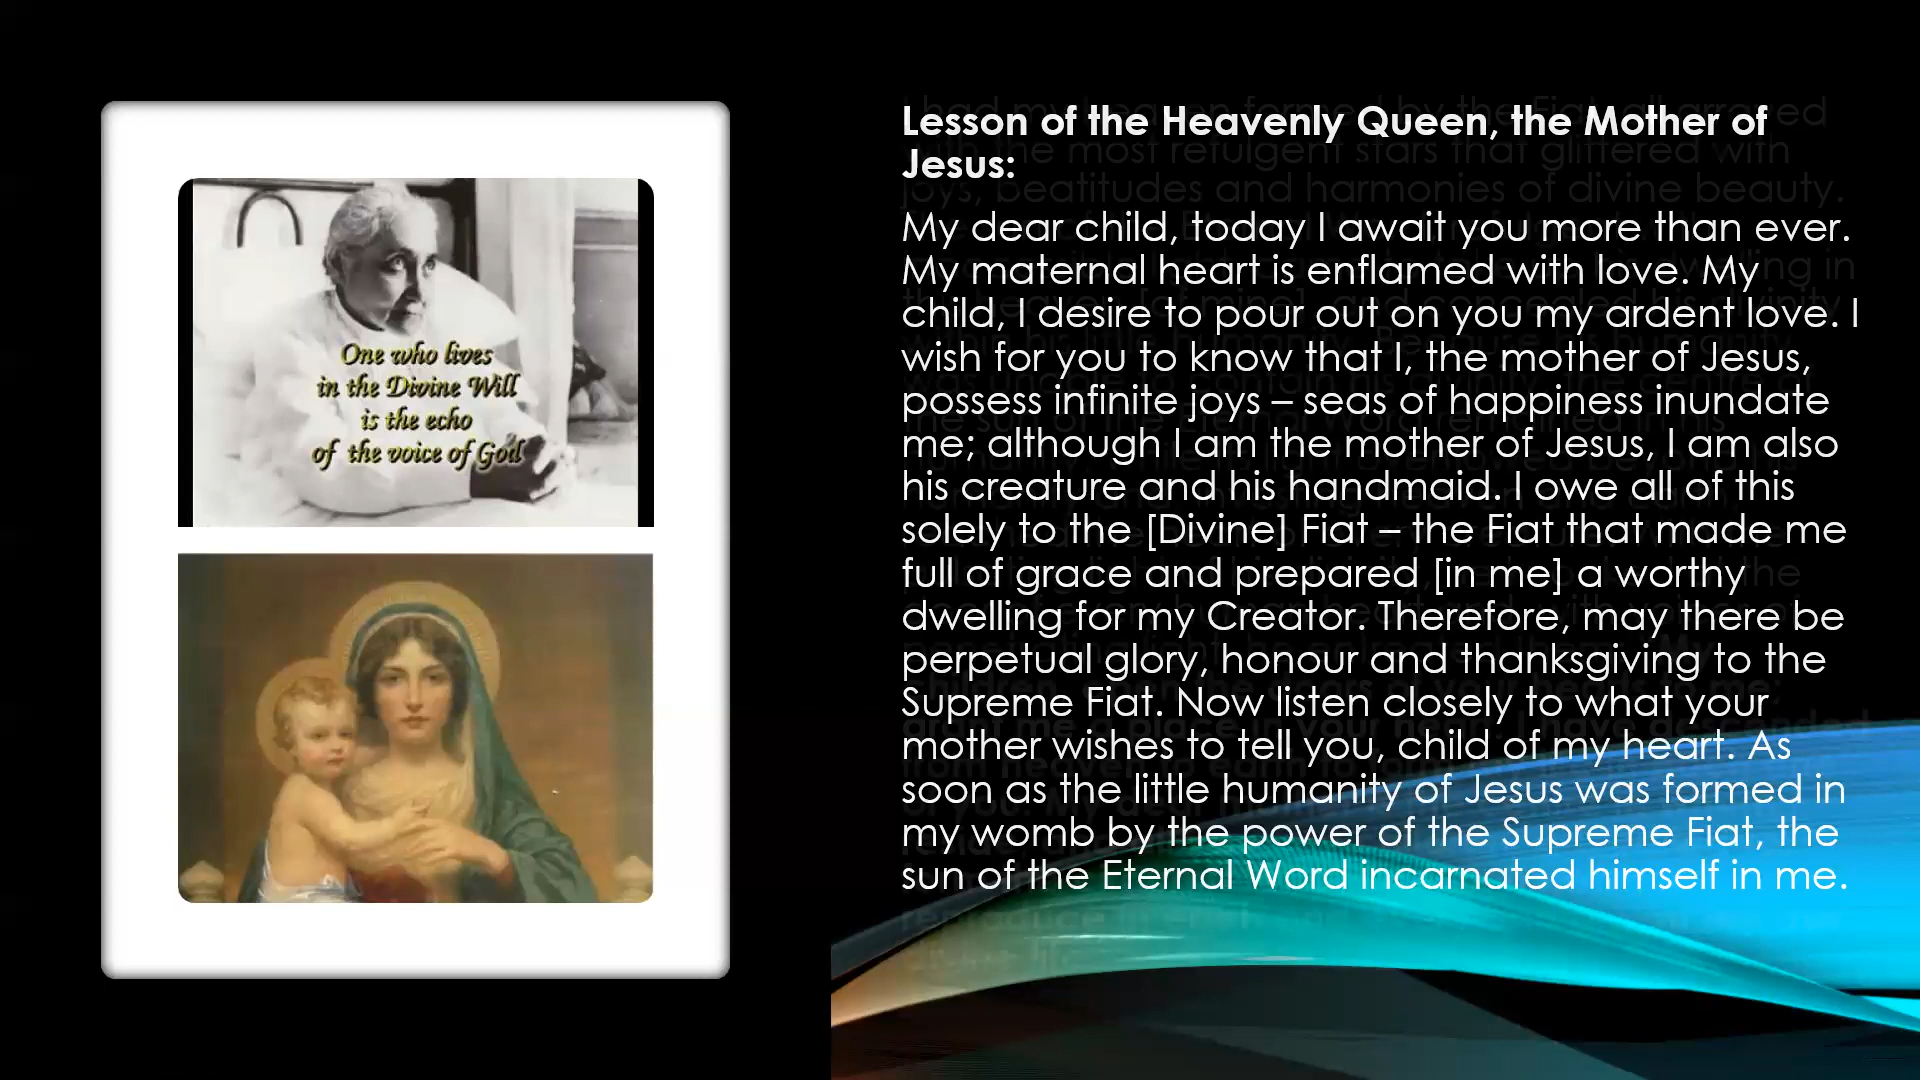 One who lives
in the Divine Will
is the echo
of the voice of God
Lesson of the Heavenly Queen, the Mother of
Jesus:
My dear child, today I await you more than ever.
My maternal heart is enflamed with love. My
child, I desire to pour out on you my ardent love. I
wish for you to know that I, the mother of Jesus,
possess infinite joys – seas of happiness inundate
me; although I am the mother of Jesus, I am also
his creature and his handmaid. I owe all of this
solely to the [Divine] Fiat – the Fiat that made me
full of grace and prepared [in me] a worthy
dwelling for my Creator. Therefore, may there be
perpetual glory, honour and thanksgiving to the
Supreme Fiat. Now listen closely to what your
mother wishes to tell you, child of my heart. As
soon as the little humanity of Jesus was formed in
my womb by the power of the Supreme Fiat, the
sun of the Eternal Word incarnated himself in me.